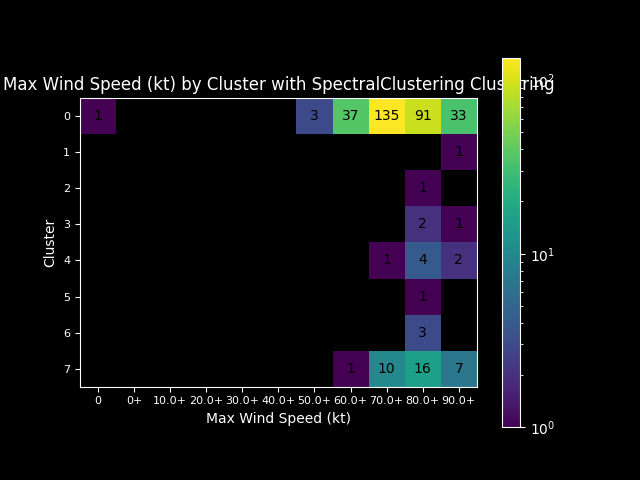 Max Wind Speed (kt) by Cluster with SpectralClustering Clustering
10²
0 1 3 37 135 91 33
1 1
2 1
3 2 1
4 1 4 2
10¹
5 1
6 3
7 1 10 16 7
0 0+ 10.0+ 20.0+ 30.0+ 40.0+ 50.0+ 60.0+ 70.0+ 80.0+ 90.0+
10⁰
Cluster
Max Wind Speed (kt)